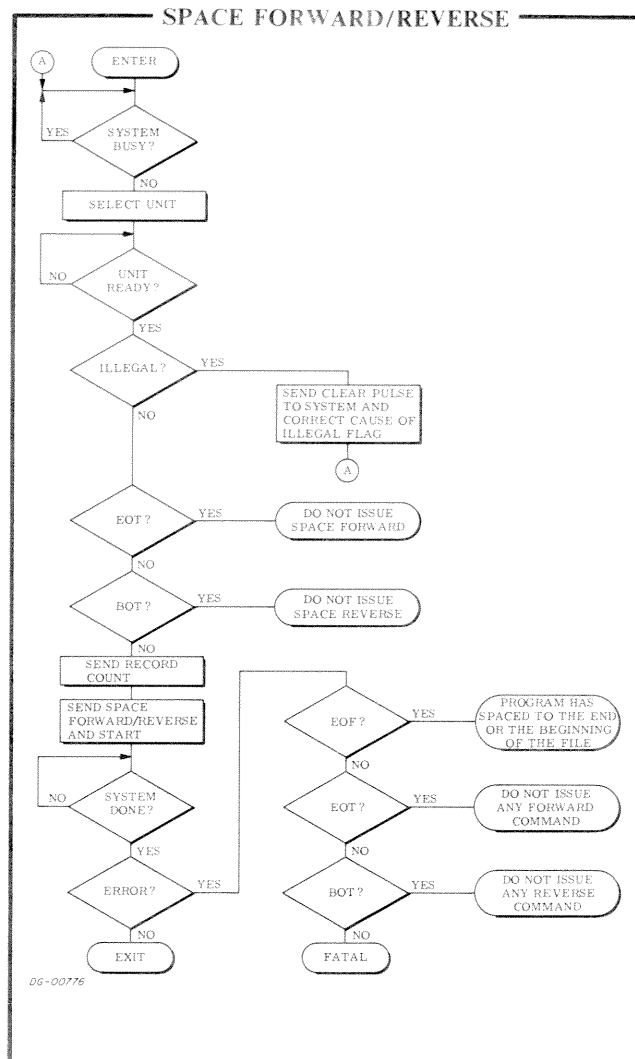 SPACE FORWARD/REVERSE
A
ENTER
YES
SYSTEM
BUSY?
NO
SELECT UNIT
NO
UNIT
READY?
YES
ILLEGAL?
YES
NO
SEND CLEAR PULSE
TO SYSTEM AND
CORRECT CAUSE OF
ILLEGAL FLAG
A
EOT?
YES
DO NOT ISSUE
SPACE FORWARD
NO
BOT?
YES
DO NOT ISSUE
SPACE REVERSE
NO
SEND RECORD
COUNT
SEND SPACE
FORWARD/REVERSE
AND START
NO
SYSTEM
DONE?
YES
ERROR?
YES
NO
EXIT
EOF?
YES
PROGRAM HAS
SPACED TO THE END
OR THE BEGINNING
OF THE FILE
NO
EOT?
YES
DO NOT ISSUE
ANY FORWARD
COMMAND
NO
BOT?
YES
DO NOT ISSUE
ANY REVERSE
COMMAND
NO
FATAL
DG-00776